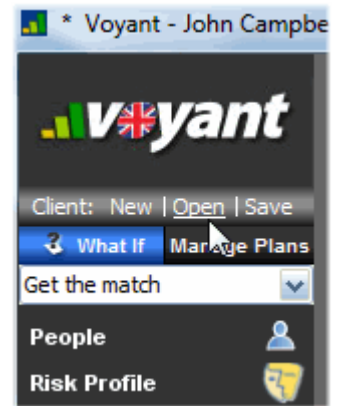 * Voyant - John Campbe
voyant
Client: New | Open | Save
What If Manage Plans
Get the match
People
Risk Profile